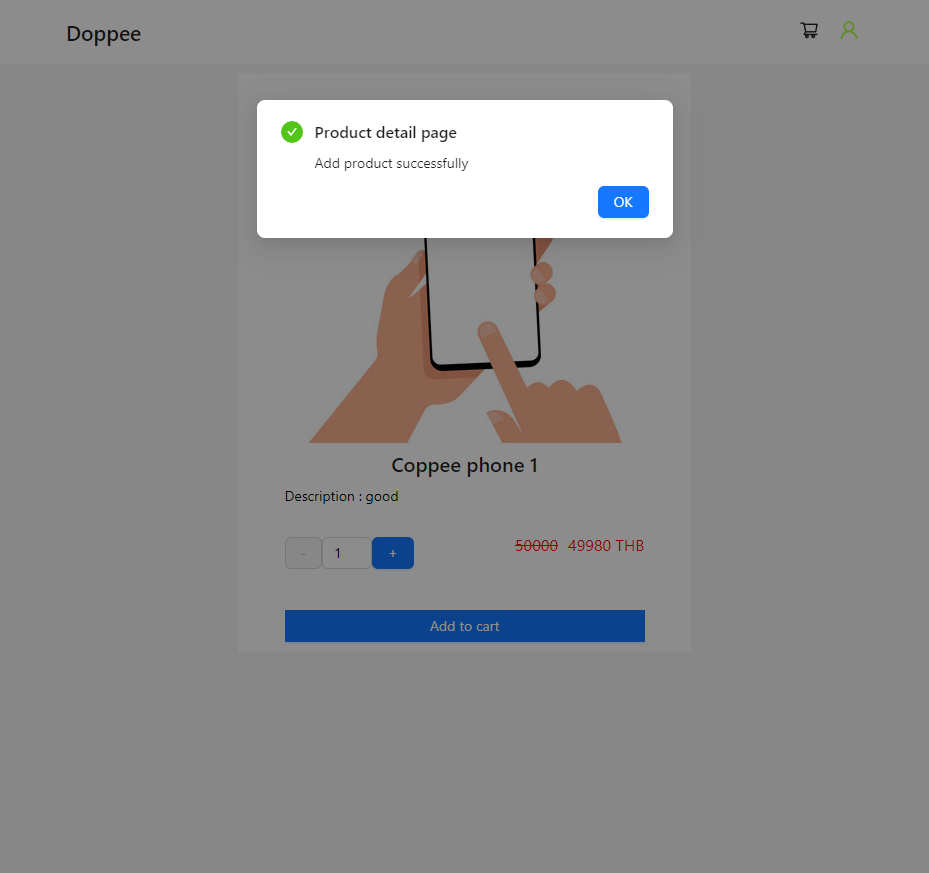 Doppee
Product detail page
Add product successfully
OK
Coppee phone 1
Description : good
- 1 + 50000 49980 THB
Add to cart